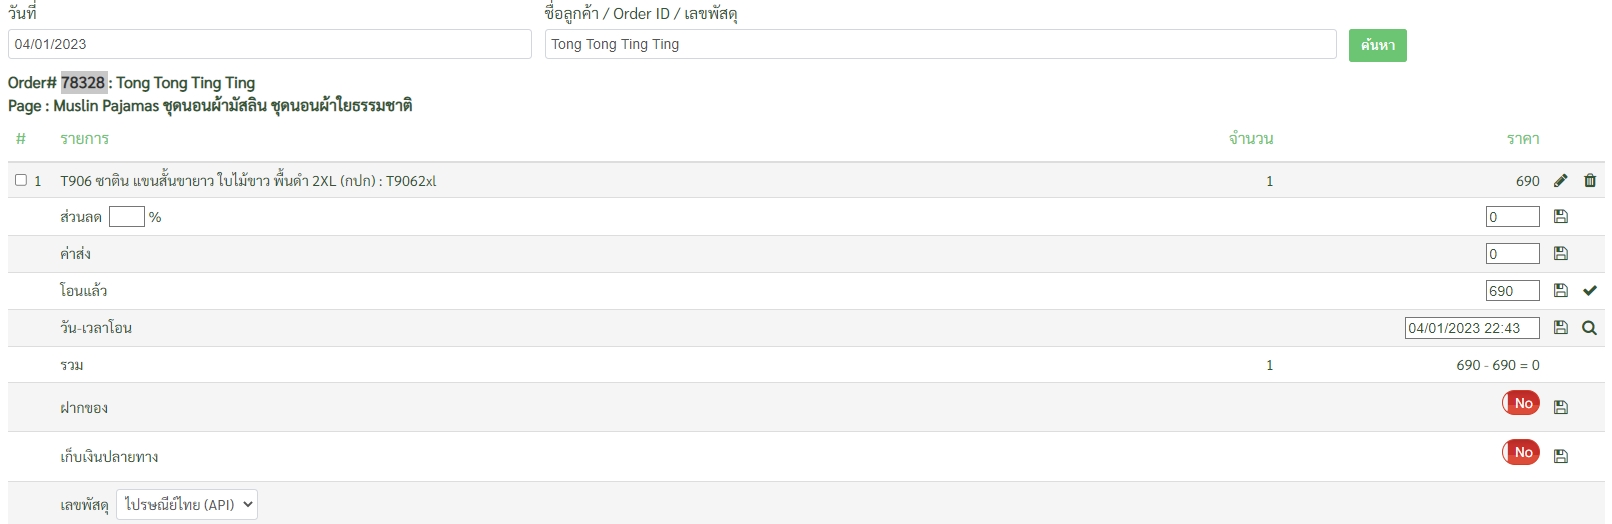 วันที่
ชื่อลูกค้า / Order ID / เลขพัสดุ
04/01/2023
Tong Tong Ting Ting
ค้นหา
Order# 78328 : Tong Tong Ting Ting
Page : Muslin Pajamas ชุดนอนผ้ามัสลิน ชุดนอนผ้าใยธรรมชาติ
# รายการ จำนวน ราคา
1 T906 ซาติน แขนสั้นขายาว ใบไม้ขาว พื้นดำ 2XL (กปก) : T9062xl 1 690
ส่วนลด % 0
ค่าส่ง 0
โอนแล้ว 690
วัน-เวลาโอน 04/01/2023 22:43
รวม 1 690 - 690 = 0
ฝากของ No
เก็บเงินปลายทาง No
เลขพัสดุ ไปรษณีย์ไทย (API)